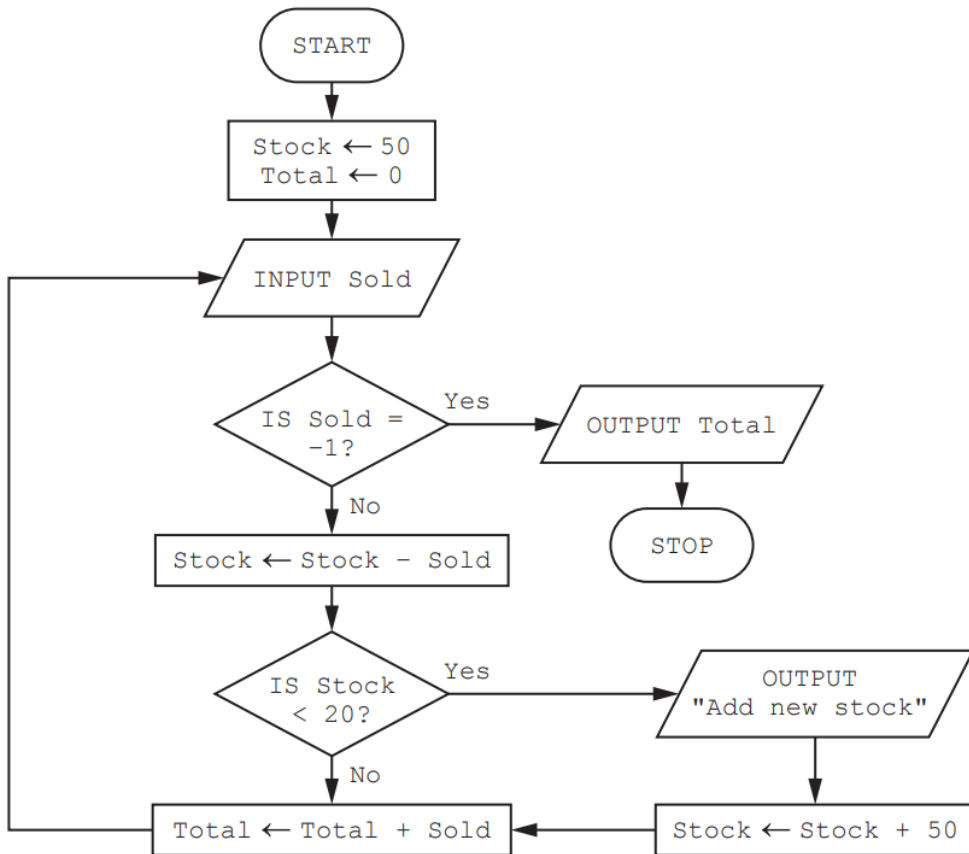 START
Stock ← 50
Total ← 0
INPUT Sold
IS Sold =
–1?
Yes
OUTPUT Total
No
STOP
Stock ← Stock – Sold
IS Stock
< 20?
Yes
OUTPUT
"Add new stock"
No
Total ← Total + Sold
Stock ← Stock + 50